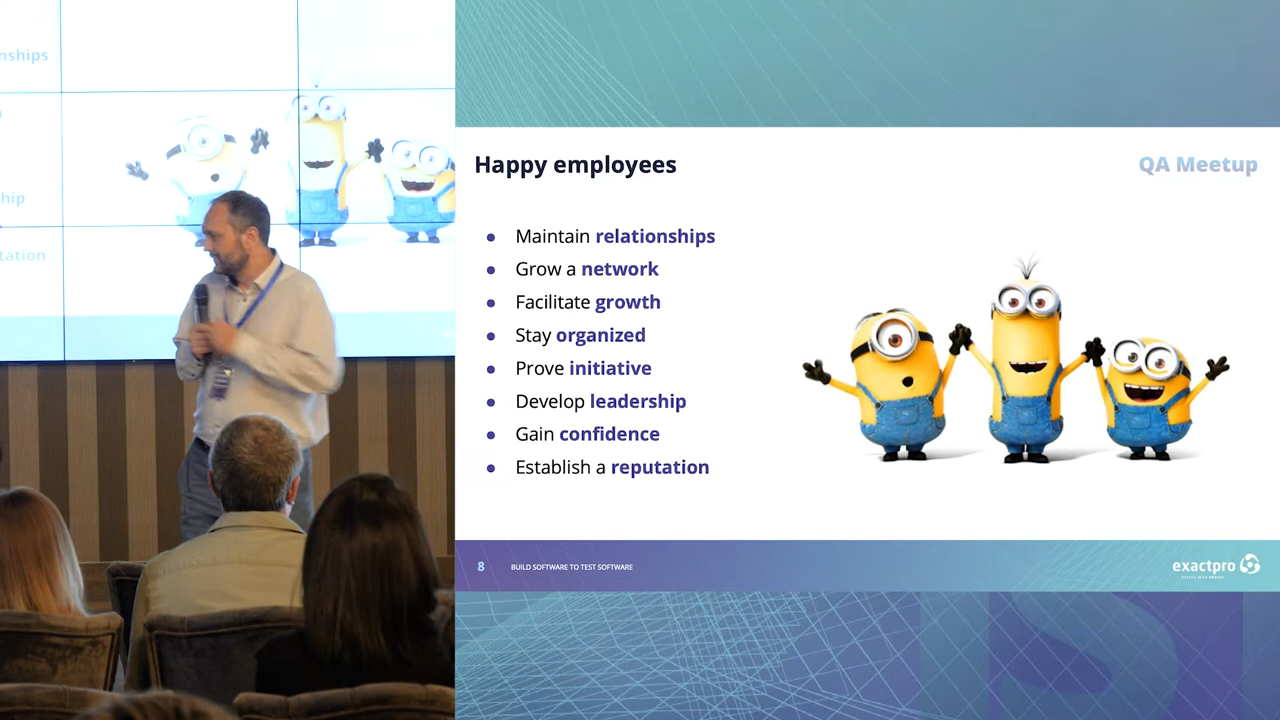 nships
ship
tation
Happy employees
QA Meetup
Maintain relationships
Grow a network
Facilitate growth
Stay organized
Prove initiative
Develop leadership
Gain confidence
Establish a reputation
8
BUILD SOFTWARE TO TEST SOFTWARE
exactpro